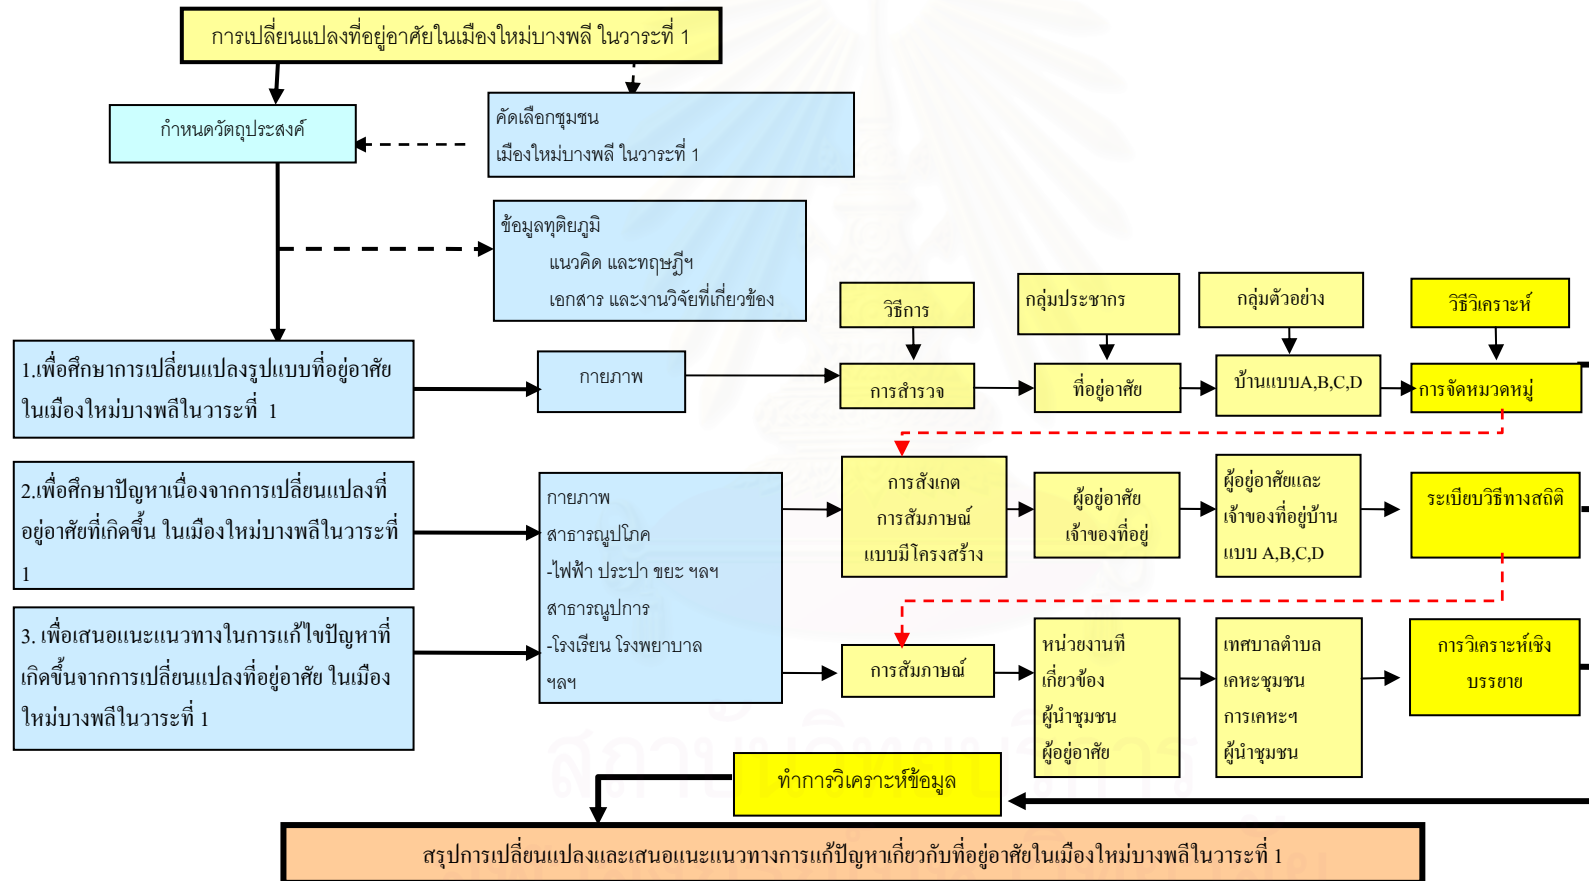 การเปลี่ยนแปลงที่อยู่อาศัยในเมืองใหม่บางพลี ในวาระที่ 1
กำหนดวัตถุประสงค์
คัดเลือกชุมชน
เมืองใหม่บางพลี ในวาระที่ 1
ข้อมูลทุติยภูมิ
แนวคิด และทฤษฎีฯ
เอกสาร และงานวิจัยที่เกี่ยวข้อง
วิธีการ
กลุ่มประชากร
กลุ่มตัวอย่าง
วิธีวิเคราะห์
1.เพื่อศึกษาการเปลี่ยนแปลงรูปแบบที่อยู่อาศัย
ในเมืองใหม่บางพลีในวาระที่ 1
กายภาพ
การสำรวจ
ที่อยู่อาศัย
บ้านแบบA,B,C,D
การจัดหมวดหมู่
2.เพื่อศึกษาปัญหาเนื่องจากการเปลี่ยนแปลงที่
อยู่อาศัยที่เกิดขึ้น ในเมืองใหม่บางพลีในวาระที่
1
กายภาพ
สาธารณูปโภค
-ไฟฟ้า ประปา ขยะ ฯลฯ
สาธารณูปการ
-โรงเรียน โรงพยาบาล
ฯลฯ
การสังเกต
การสัมภาษณ์
แบบมีโครงสร้าง
ผู้อยู่อาศัย
เจ้าของที่อยู่
ผู้อยู่อาศัยและ
เจ้าของที่อยู่บ้าน
แบบ A,B,C,D
ระเบียบวิธีทางสถิติ
3. เพื่อเสนอแนะแนวทางในการแก้ไขปัญหาที่
เกิดขึ้นจากการเปลี่ยนแปลงที่อยู่อาศัย ในเมือง
ใหม่บางพลีในวาระที่ 1
การสัมภาษณ์
หน่วยงานที
เกี่ยวข้อง
ผู้นำชุมชน
ผู้อยู่อาศัย
เทศบาลตำบล
เคหะชุมชน
การเคหะฯ
ผู้นำชุมชน
การวิเคราะห์เชิง
บรรยาย
สถาบันวิทยบริการ
ทำการวิเคราะห์ข้อมูล
สรุปการเปลี่ยนแปลงและเสนอแนะแนวทางการแก้ปัญหาเกี่ยวกับที่อยู่อาศัยในเมืองใหม่บางพลีในวาระที่ 1